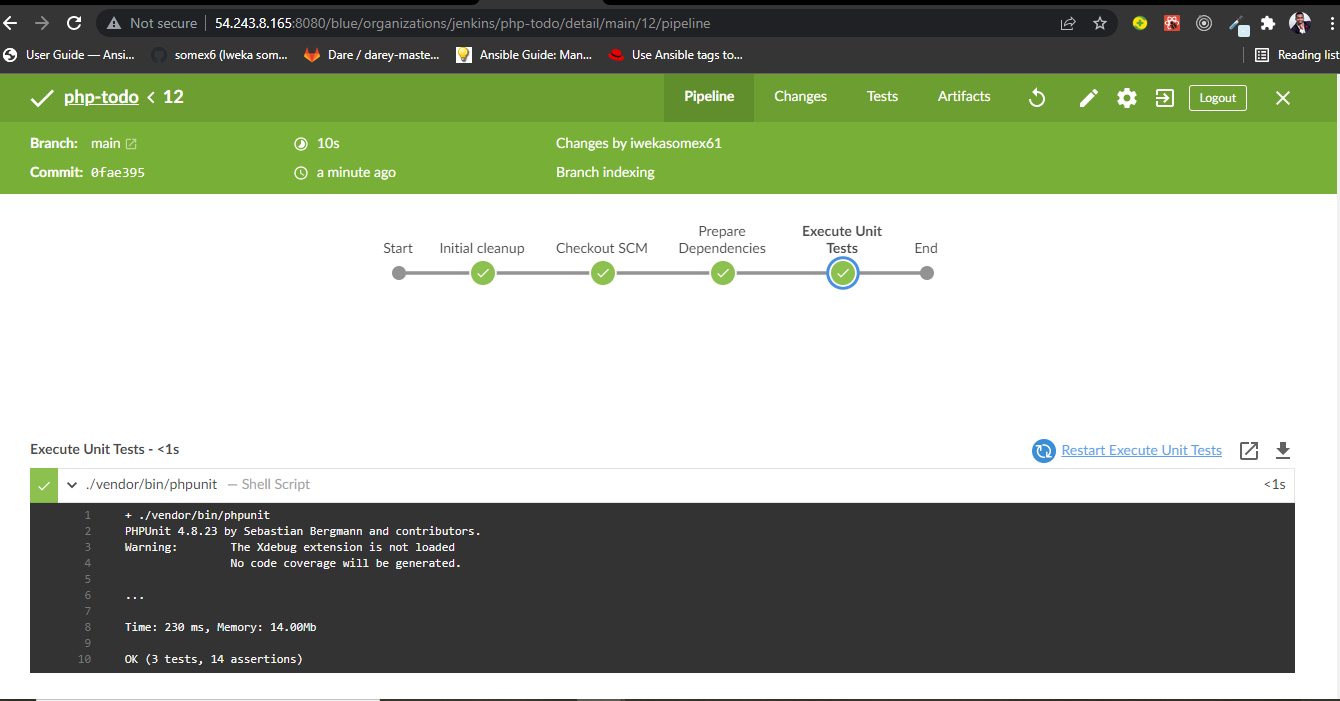 Not secure | 54.243.8.165:8080/blue/organizations/jenkins/php-todo/detail/main/12/pipeline
User Guide — Ansi... somex6 (Iweka som... Dare / darey-maste... Ansible Guide: Man... Use Ansible tags to... Reading list
php-todo < 12 Pipeline Changes Tests Artifacts Logout
Branch: main 10s Changes by iwekasomex61
Commit: 0fae395 a minute ago Branch indexing
Start Initial cleanup Checkout SCM Prepare Dependencies Execute Unit Tests End
Execute Unit Tests - <1s Restart Execute Unit Tests
./vendor/bin/phpunit — Shell Script <1s
1 + ./vendor/bin/phpunit
2 PHPUnit 4.8.23 by Sebastian Bergmann and contributors.
3 Warning: The Xdebug extension is not loaded
4 No code coverage will be generated.
5
6 ...
7
8 Time: 230 ms, Memory: 14.00Mb
9
10 OK (3 tests, 14 assertions)